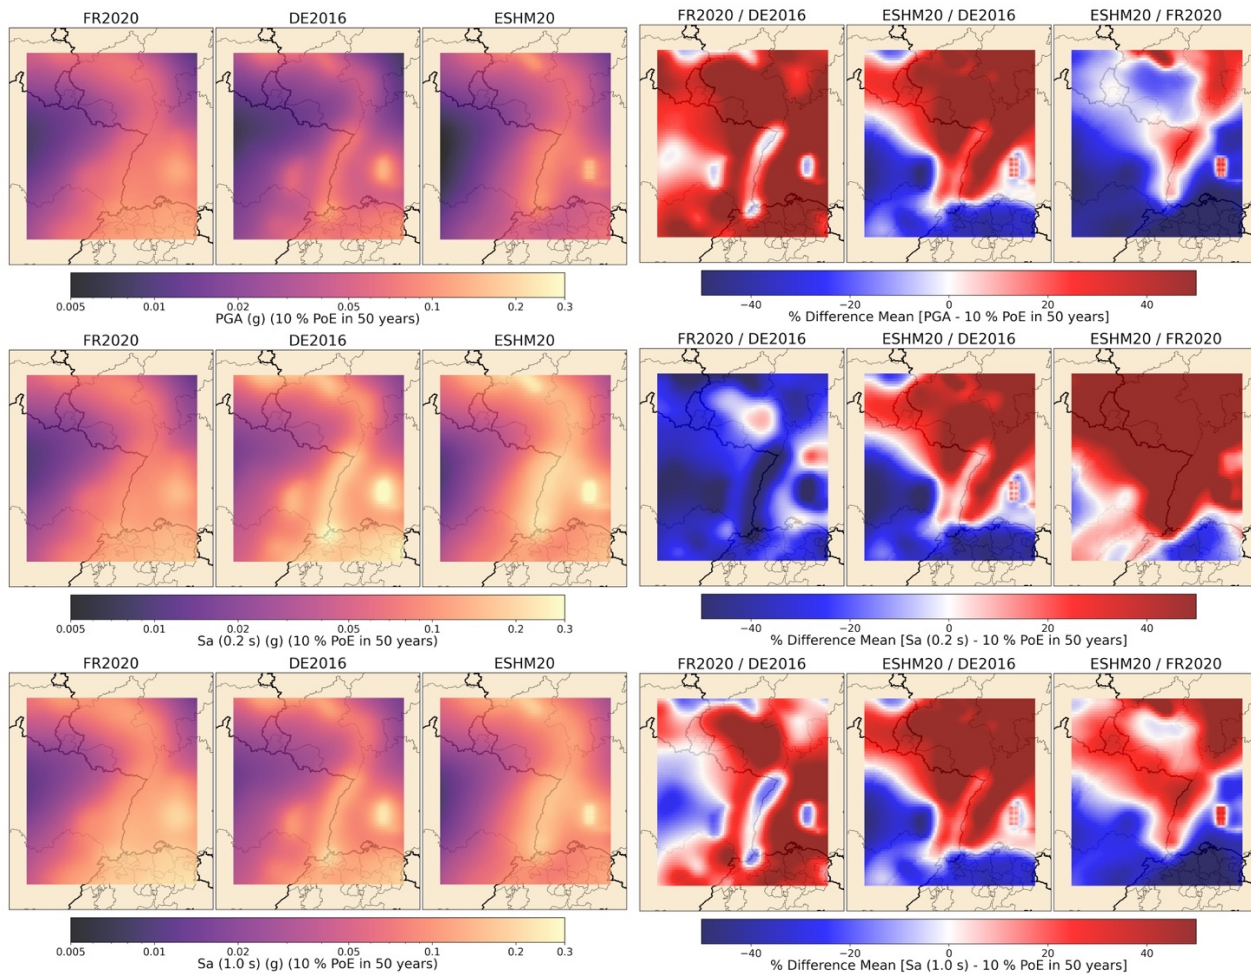 FR2020 DE2016 ESHM20 FR2020 / DE2016 ESHM20 / DE2016 ESHM20 / FR2020
0.005 0.01 0.02 0.05 0.1 0.2 0.3
PGA (g) (10 % PoE in 50 years)
−40 −20 0 20 40
% Difference Mean [PGA - 10 % PoE in 50 years]
FR2020 DE2016 ESHM20 FR2020 / DE2016 ESHM20 / DE2016 ESHM20 / FR2020
0.005 0.01 0.02 0.05 0.1 0.2 0.3
Sa (0.2 s) (g) (10 % PoE in 50 years)
−40 −20 0 20 40
% Difference Mean [Sa (0.2 s) - 10 % PoE in 50 years]
FR2020 DE2016 ESHM20 FR2020 / DE2016 ESHM20 / DE2016 ESHM20 / FR2020
0.005 0.01 0.02 0.05 0.1 0.2 0.3
Sa (1.0 s) (g) (10 % PoE in 50 years)
−40 −20 0 20 40
% Difference Mean [Sa (1.0 s) - 10 % PoE in 50 years]